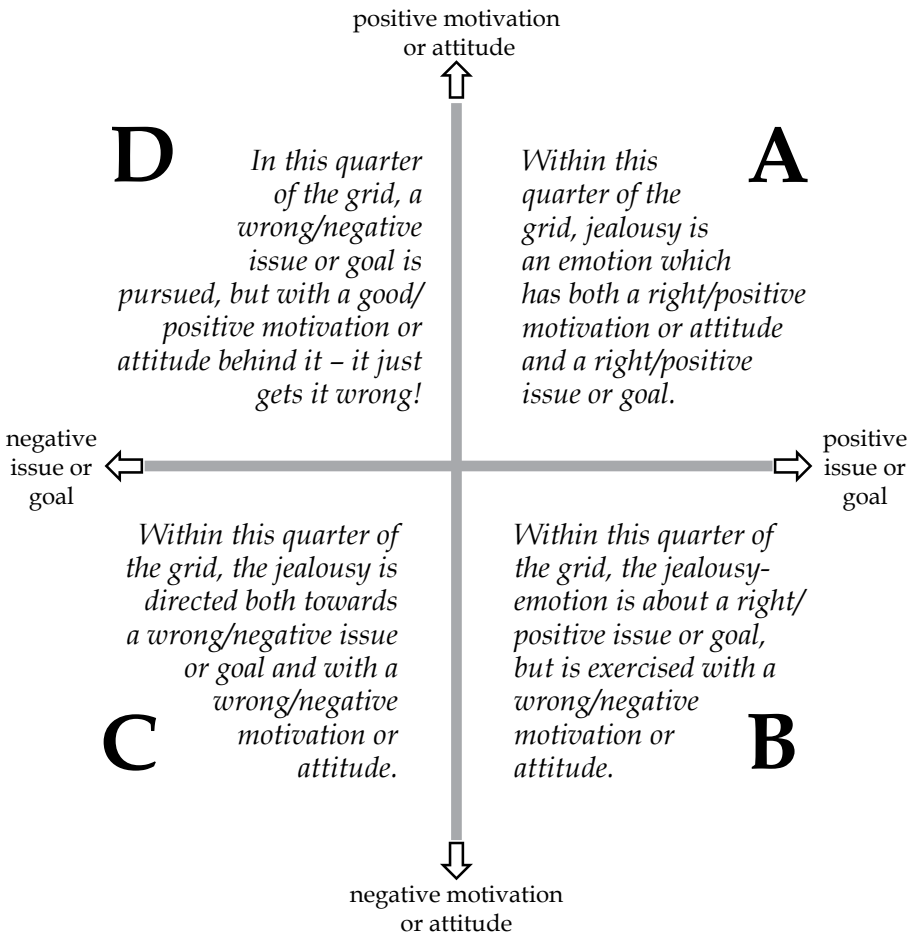 positive motivation
or attitude
D
In this quarter
of the grid, a
wrong/negative
issue or goal is
pursued, but with a good/
positive motivation or
attitude behind it – it just
gets it wrong!
A
Within this
quarter of the
grid, jealousy is
an emotion which
has both a right/positive
motivation or attitude
and a right/positive
issue or goal.
negative
issue or
goal
positive
issue or
goal
C
Within this quarter of
the grid, the jealousy is
directed both towards
a wrong/negative issue
or goal and with a
wrong/negative
motivation or
attitude.
Within this quarter of
the grid, the jealousy-
emotion is about a right/
positive issue or goal,
but is exercised with a
wrong/negative
motivation or
attitude.
B
negative motivation
or attitude